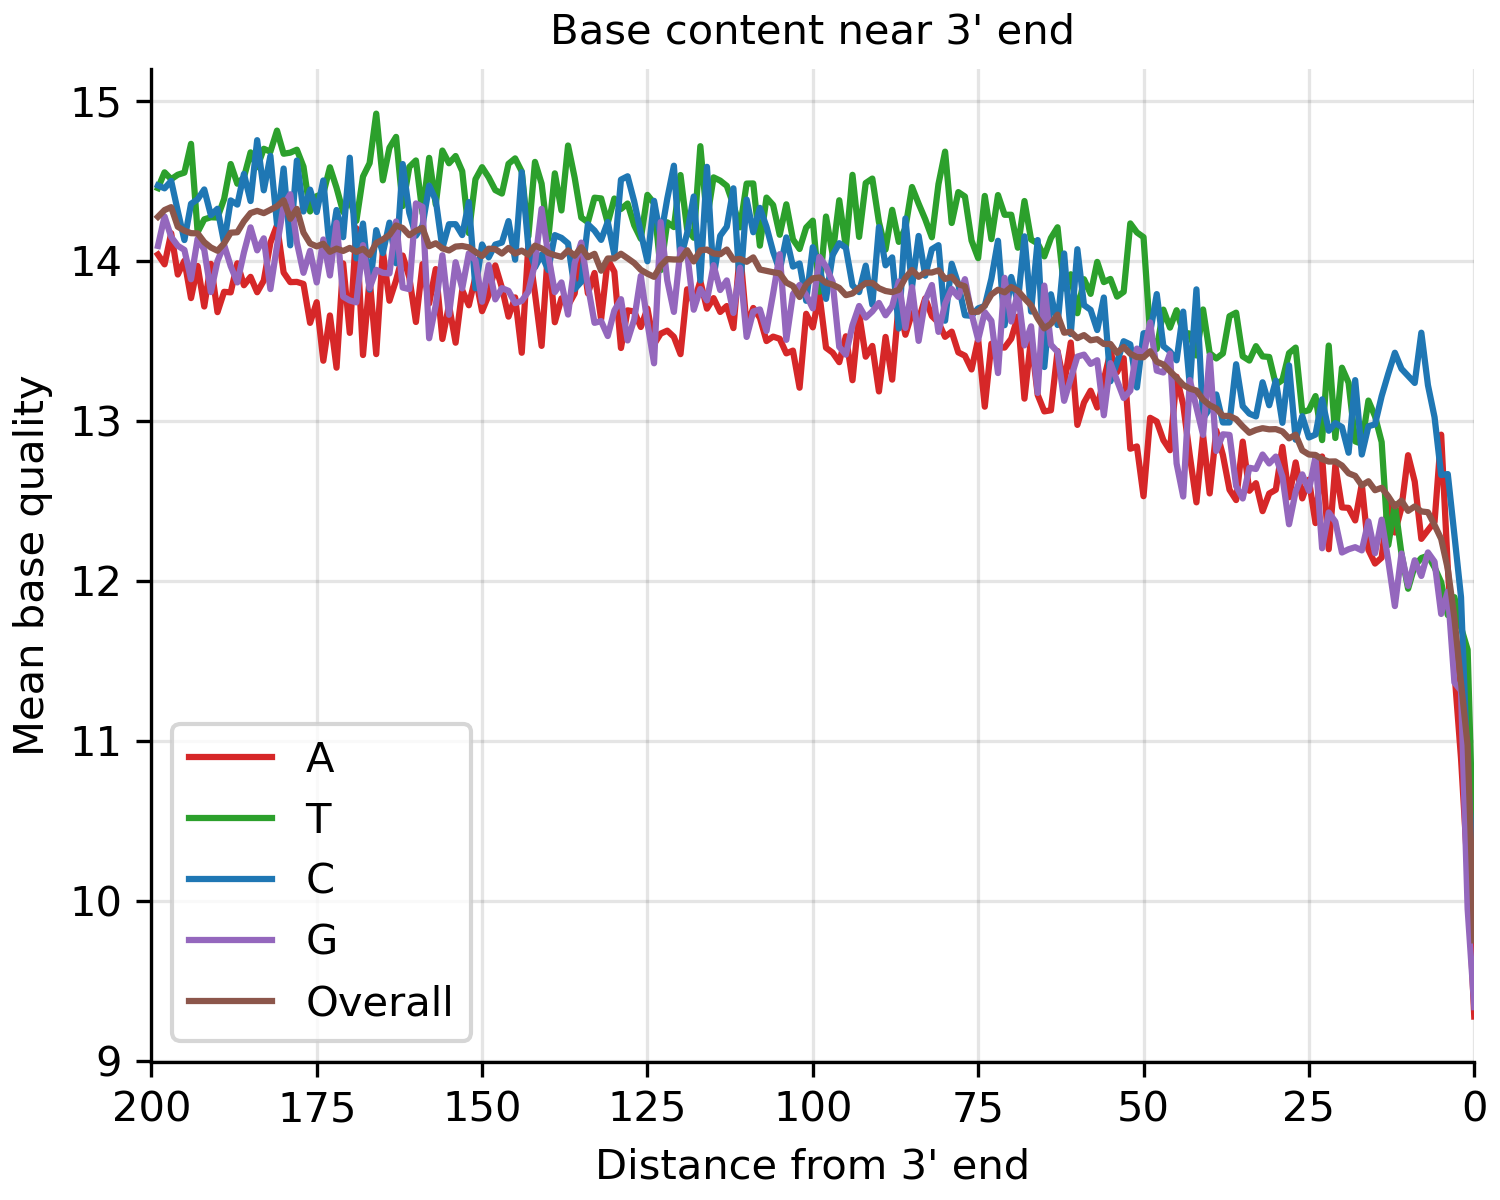 Base content near 3' end
Mean base quality
15
14
13
12
11
10
9
A
T
C
G
Overall
200 175 150 125 100 75 50 25 0
Distance from 3' end